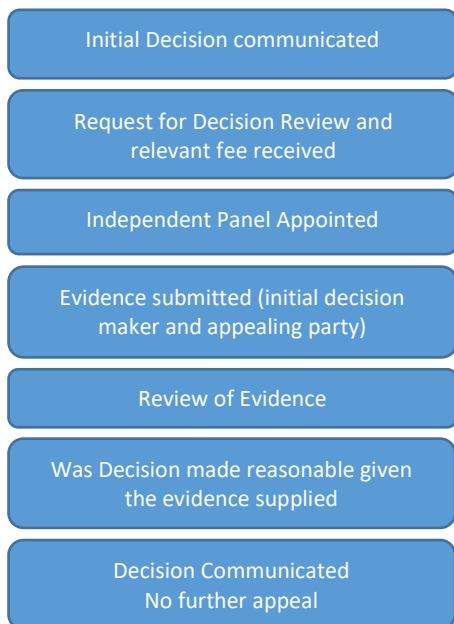 Initial Decision communicated
Request for Decision Review and
relevant fee received
Independent Panel Appointed
Evidence submitted (initial decision
maker and appealing party)
Review of Evidence
Was Decision made reasonable given
the evidence supplied
Decision Communicated
No further appeal